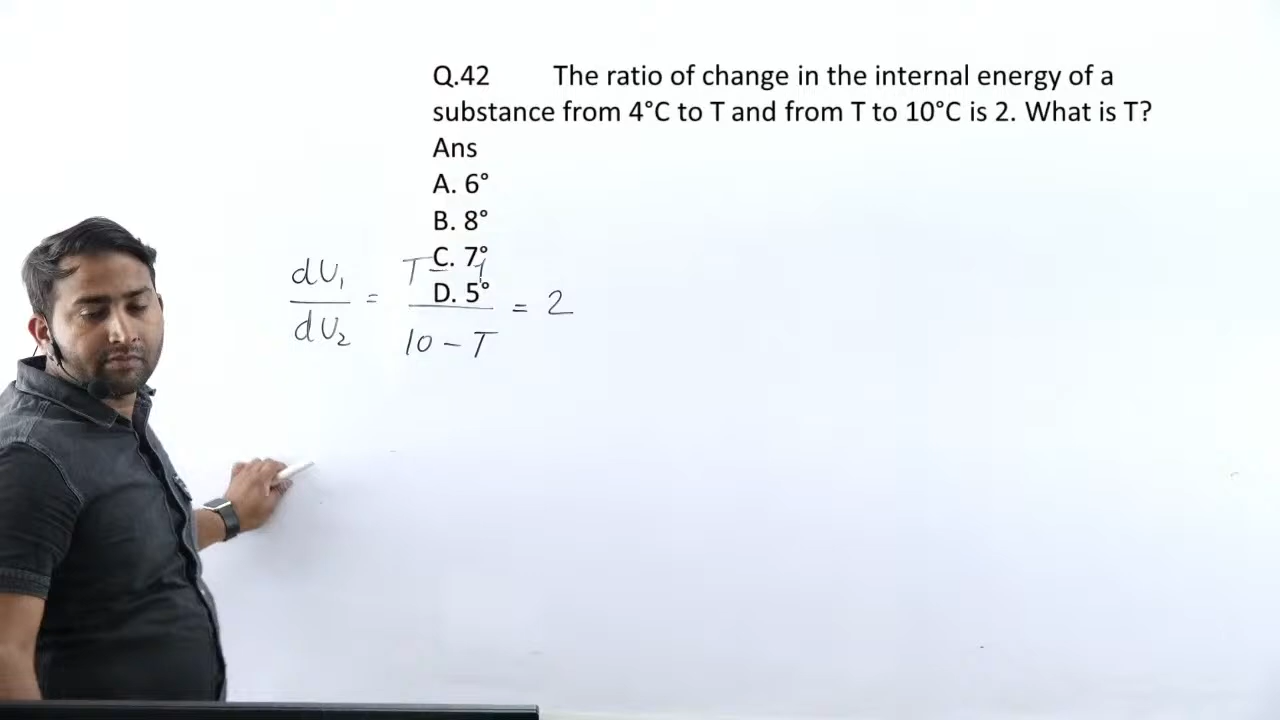 Q.42 The ratio of change in the internal energy of a
substance from 4°C to T and from T to 10°C is 2. What is T?
Ans
A. 6°
B. 8°
C. 7°
D. 5°
dU₁ / dU₂ = T - 4 / 10 - T = 2